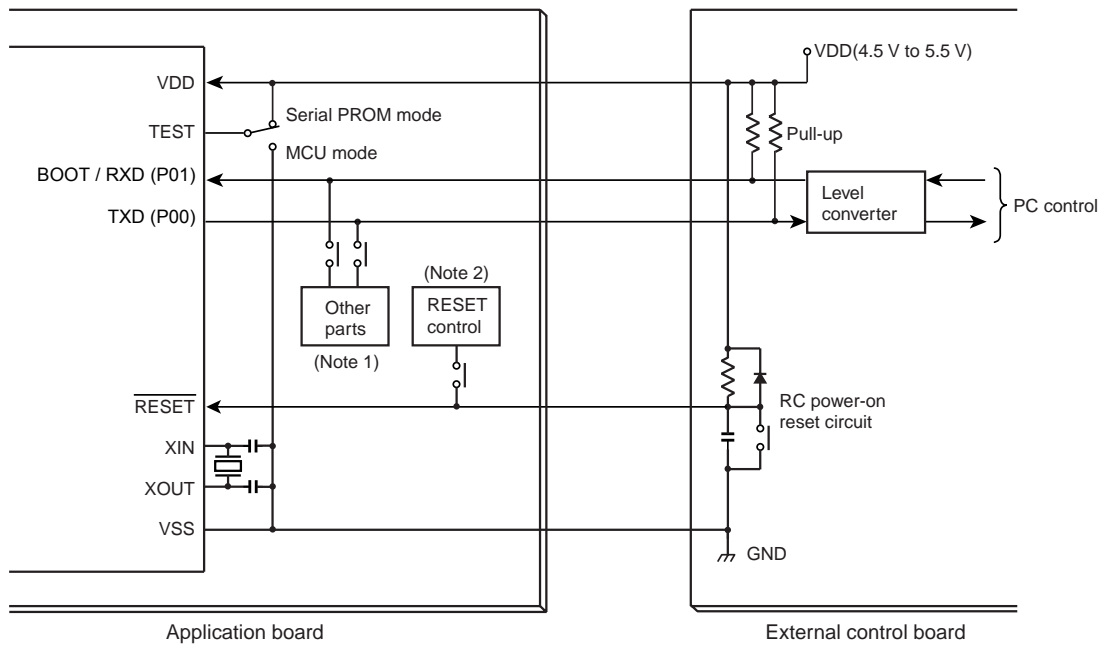 VDD(4.5 V to 5.5 V)
VDD
Serial PROM mode
TEST
Pull-up
MCU mode
BOOT / RXD (P01)
Level
converter
PC control
TXD (P00)
(Note 2)
Other
parts
RESET
control
(Note 1)
RESET
RC power-on
reset circuit
XIN
XOUT
VSS
GND
Application board
External control board